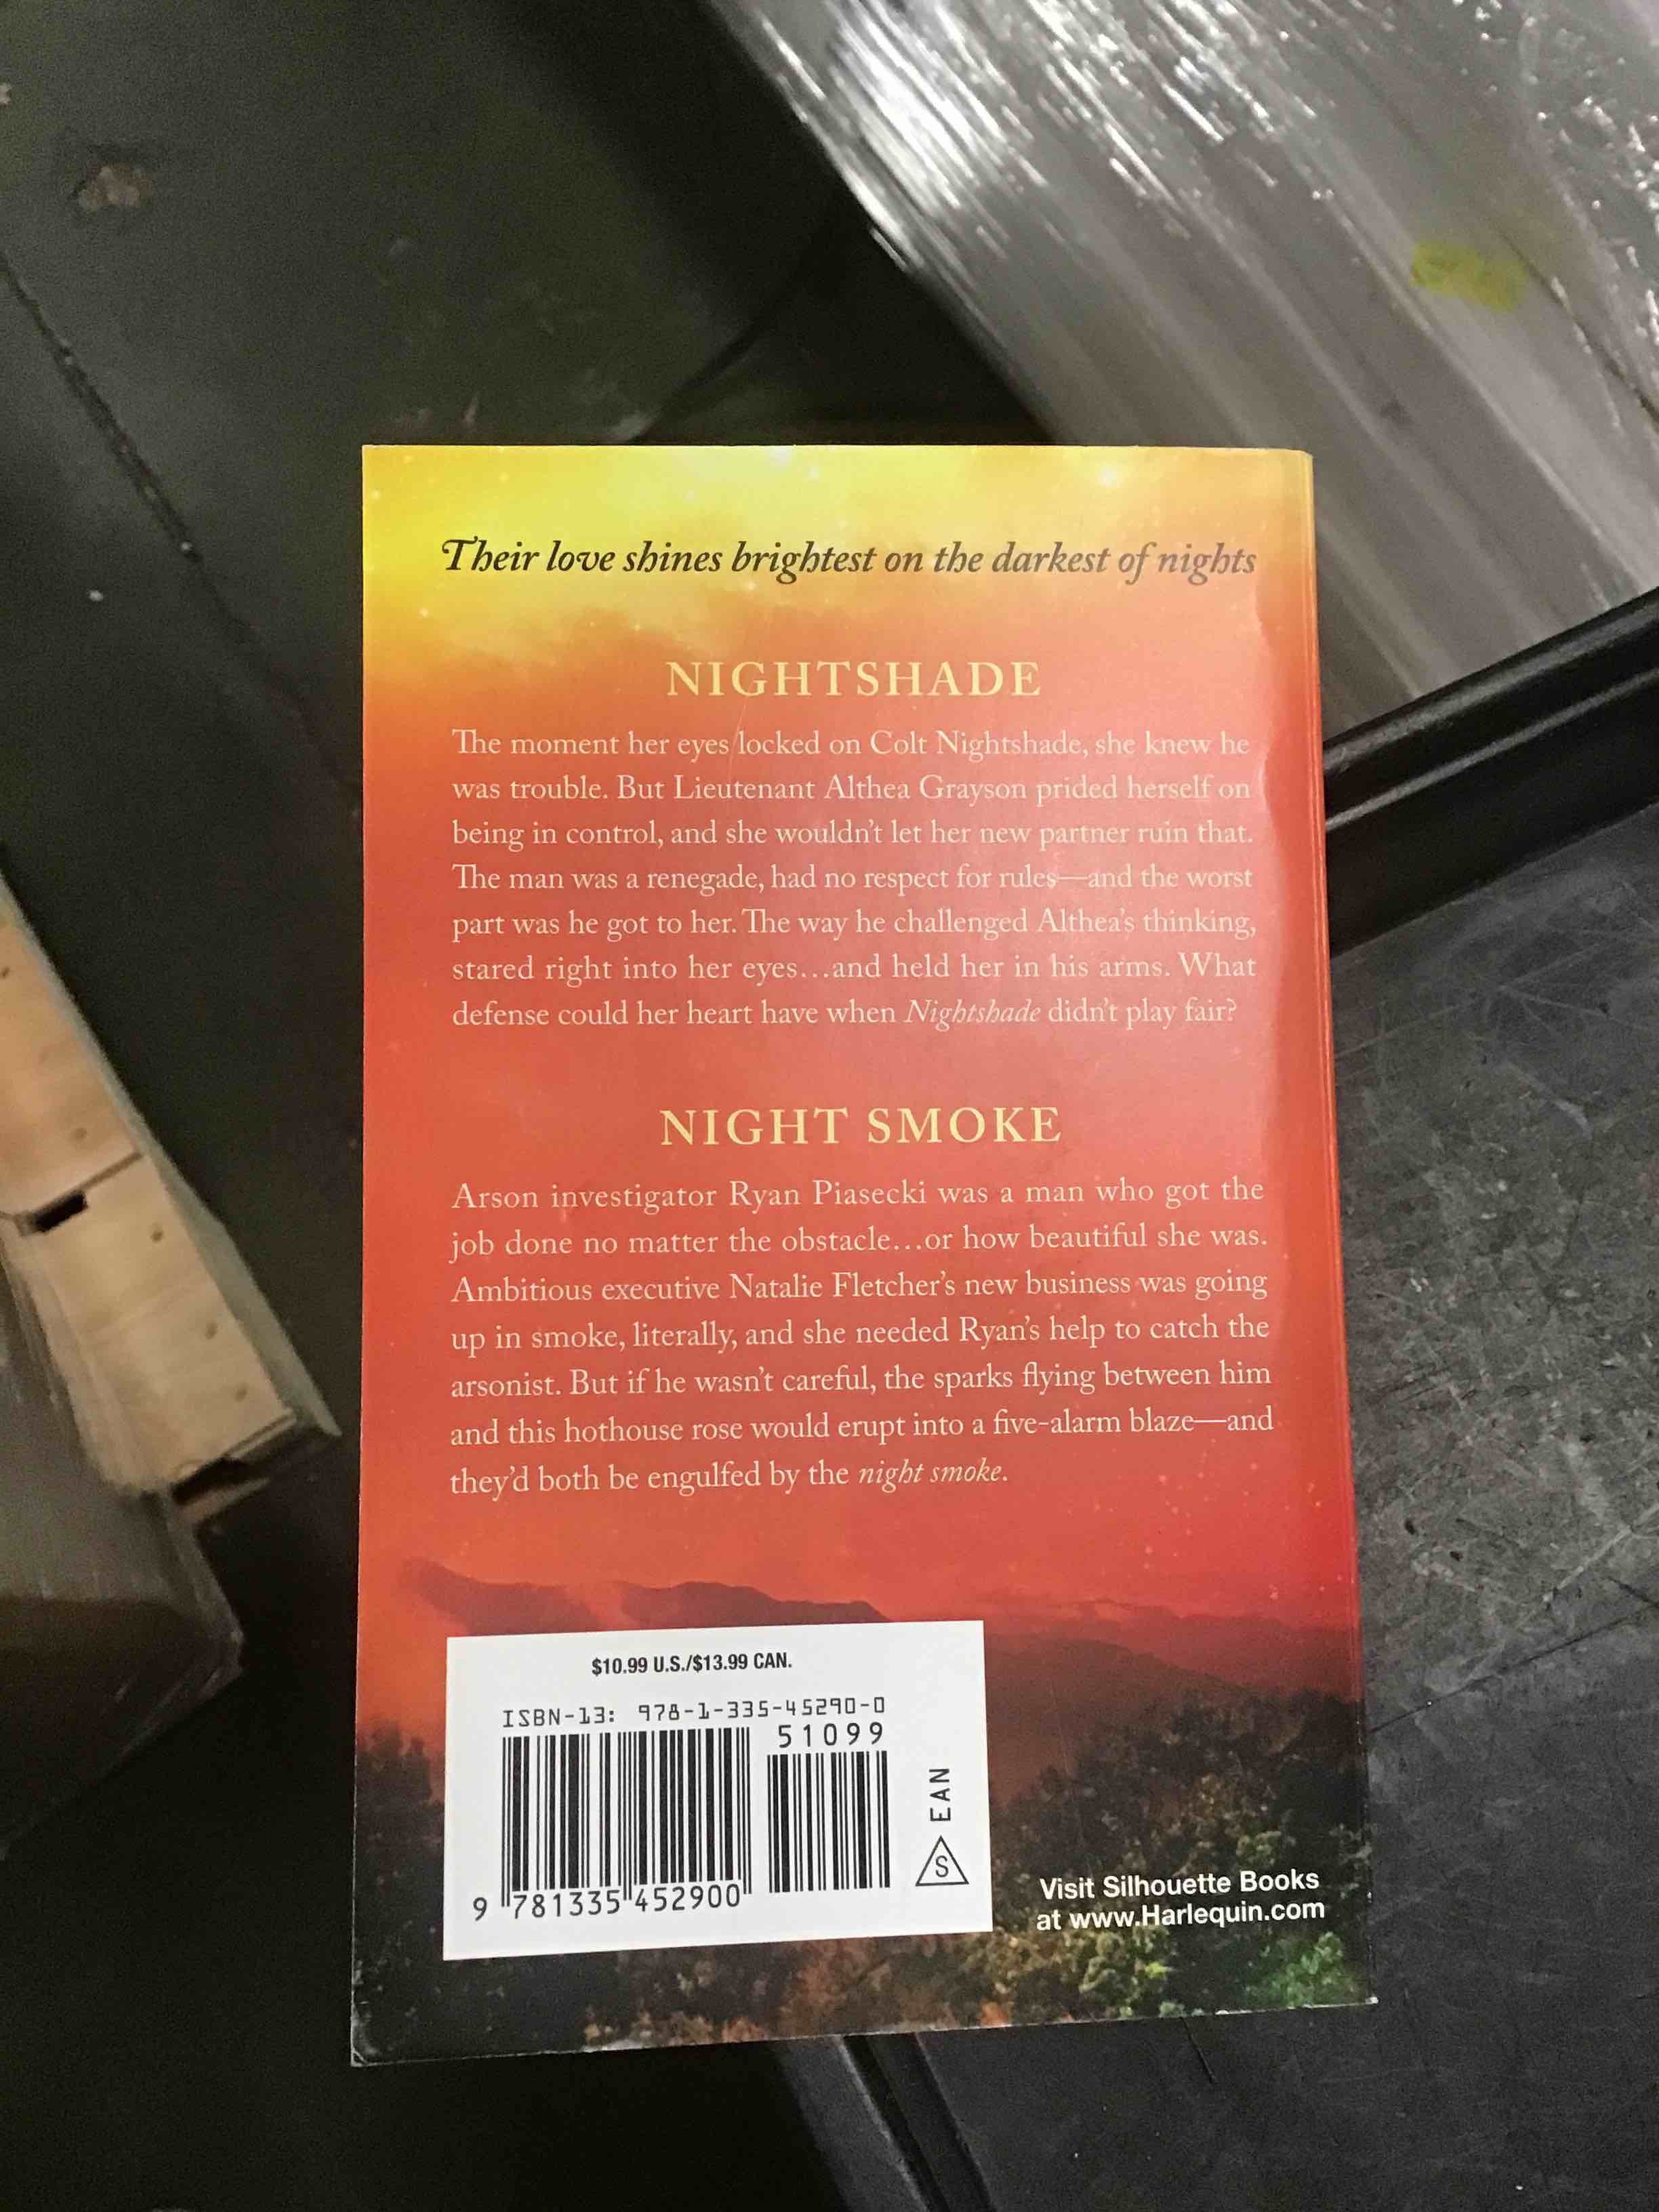 Their love shines brightest on the darkest of nights
NIGHTSHADE
The moment her eyes locked on Colt Nightshade, she knew he
was trouble. But Lieutenant Althea Grayson prided herself on
being in control, and she wouldn't let her new partner ruin that.
The man was a renegade, had no respect for rules—and the worst
part was he got to her. The way he challenged Althea's thinking,
stared right into her eyes...and held her in his arms. What
defense could her heart have when Nightshade didn't play fair?
NIGHT SMOKE
Arson investigator Ryan Piasecki was a man who got the
job done no matter the obstacle...or how beautiful she was.
Ambitious executive Natalie Fletcher's new business was going
up in smoke, literally, and she needed Ryan's help to catch the
arsonist. But if he wasn't careful, the sparks flying between him
and this hothouse rose would erupt into a five-alarm blaze—and
they'd both be engulfed by the night smoke.
$10.99 U.S./$13.99 CAN.
ISBN-13: 978-1-335-45290-0
51099
9 781335 452900
EAN
S
Visit Silhouette Books
at www.Harlequin.com